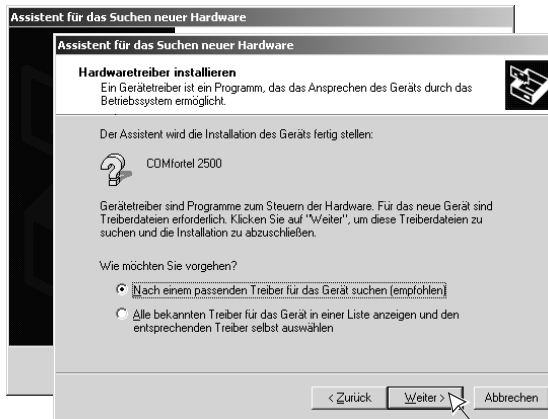 Assistent für das Suchen neuer Hardware
Assistent für das Suchen neuer Hardware
Hardwaretreiber installieren
Ein Gerätetreiber ist ein Programm, das das Ansprechen des Geräts durch das
Betriebssystem ermöglicht.
Der Assistent wird die Installation des Geräts fertig stellen:
COMfortel 2500
Gerätetreiber sind Programme zum Steuern der Hardware. Für das neue Gerät sind
Treiberdateien erforderlich. Klicken Sie auf "Weiter", um diese Treiberdateien zu
suchen und die Installation zu abzuschließen.
Wie möchten Sie vorgehen?
Nach einem passenden Treiber für das Gerät suchen (empfohlen)
Alle bekannten Treiber für das Gerät in einer Liste anzeigen und den
entsprechenden Treiber selbst auswählen
< Zurück Weiter > Abbrechen